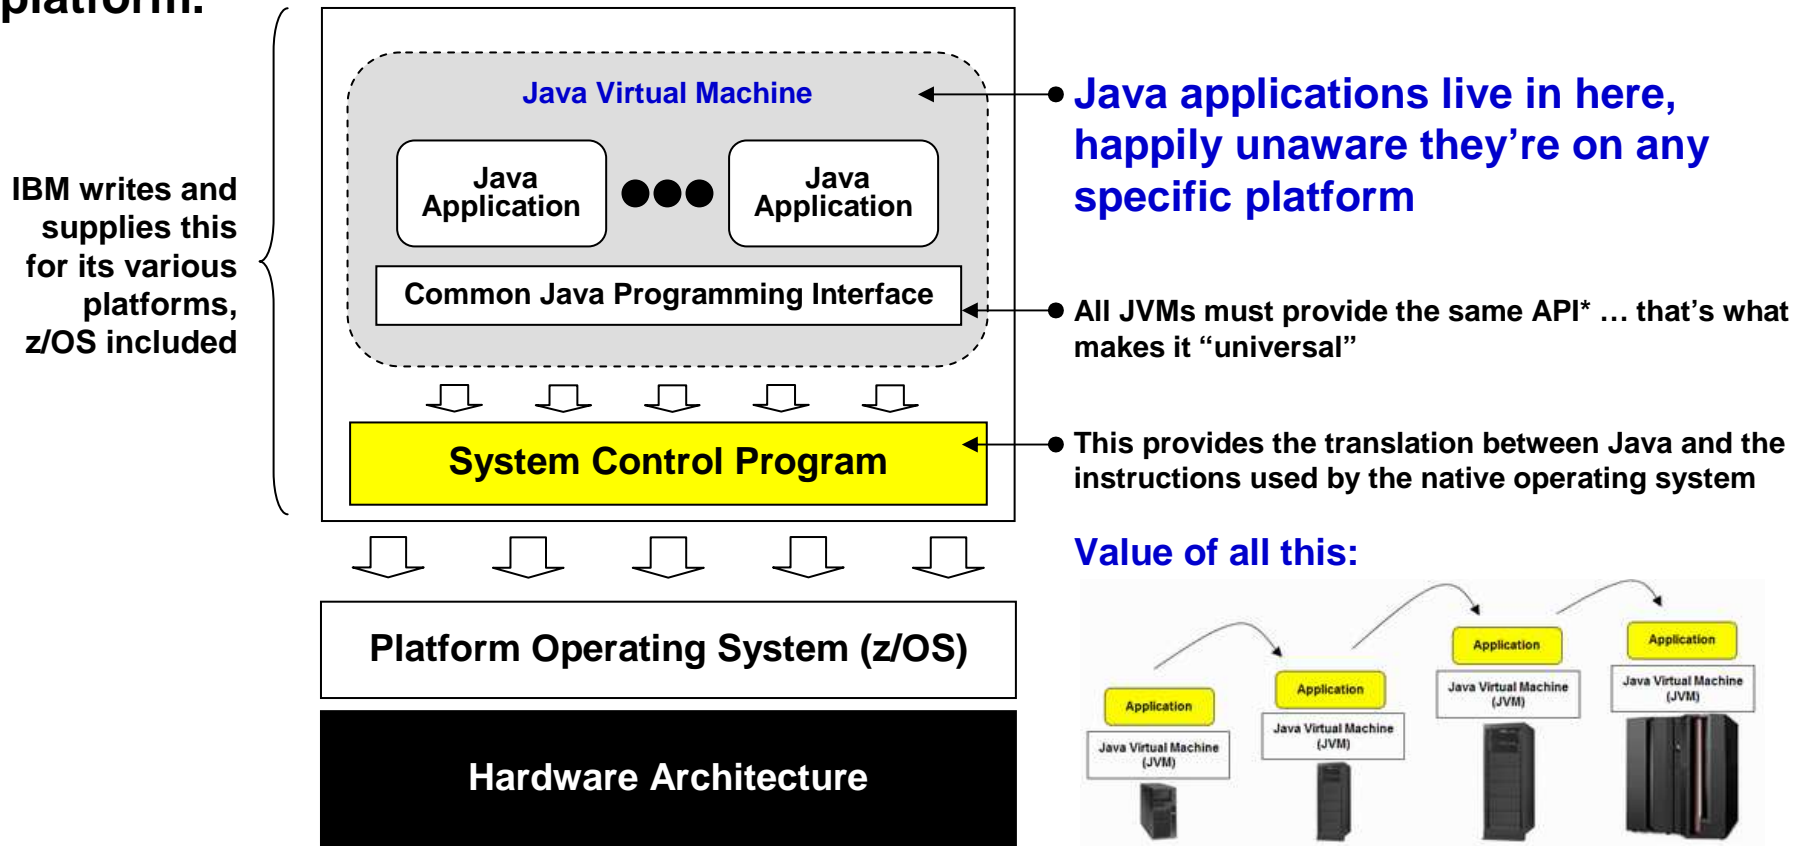 platform.
IBM writes and
supplies this
for its various
platforms,
z/OS included
Java Virtual Machine
Java
Application
Java
Application
Common Java Programming Interface
System Control Program
Platform Operating System (z/OS)
Hardware Architecture
Java applications live in here,
happily unaware they’re on any
specific platform
All JVMs must provide the same API* … that’s what
makes it “universal”
This provides the translation between Java and the
instructions used by the native operating system
Value of all this:
Application
Java Virtual Machine
(JVM)
Application
Java Virtual Machine
(JVM)
Application
Java Virtual Machine
(JVM)
Application
Java Virtual Machine
(JVM)